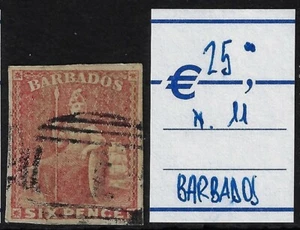 BARBADOS
SIX PENCE
€ 25,"
n. 11
BARBADOS